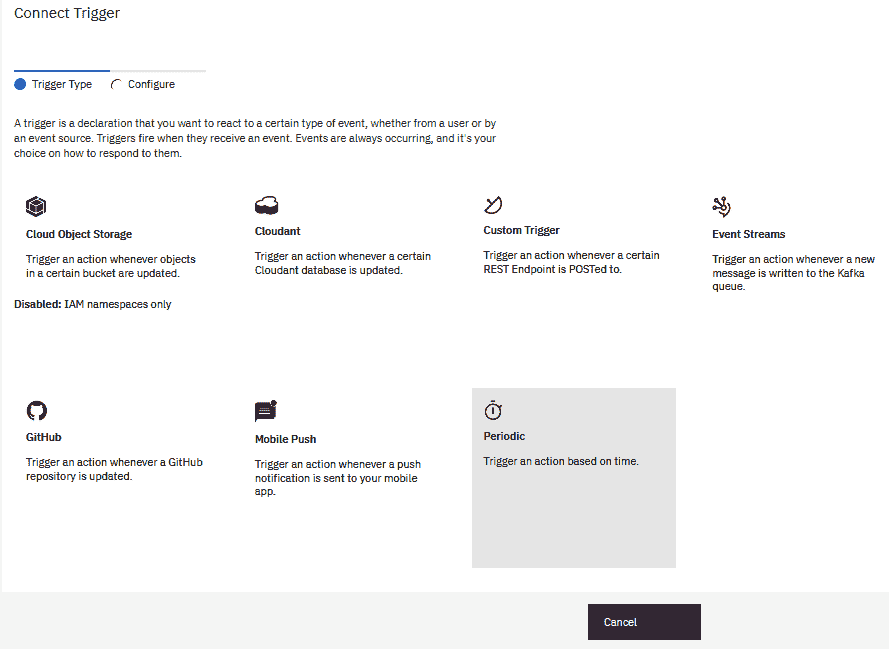 Connect Trigger
Trigger Type
Configure
A trigger is a declaration that you want to react to a certain type of event, whether from a user or by
an event source. Triggers fire when they receive an event. Events are always occurring, and it's your
choice on how to respond to them.
Cloud Object Storage
Trigger an action whenever objects
in a certain bucket are updated.
Disabled: IAM namespaces only
Cloudant
Trigger an action whenever a certain
Cloudant database is updated.
Custom Trigger
Trigger an action whenever a certain
REST Endpoint is POSTed to.
Event Streams
Trigger an action whenever a new
message is written to the Kafka
queue.
GitHub
Trigger an action whenever a GitHub
repository is updated.
Mobile Push
Trigger an action whenever a push
notification is sent to your mobile
app.
Periodic
Trigger an action based on time.
Cancel